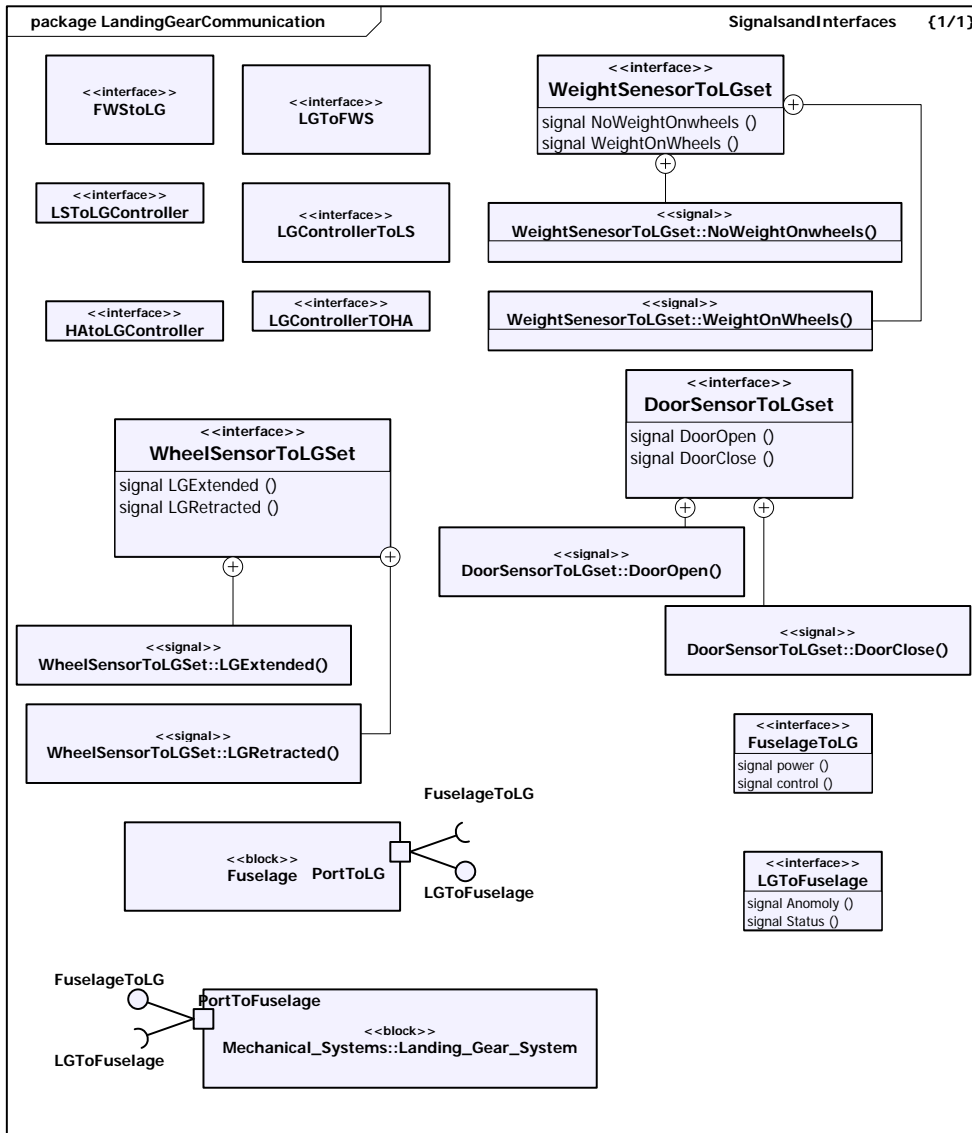 package LandingGearCommunication
SignalsandInterfaces {1/1}
<<interface>>
FWStoLG
<<interface>>
LGToFWS
<<interface>>
WeightSenesorToLGset
signal NoWeightOnwheels ()
signal WeightOnWheels ()
<<interface>>
LSToLGController
<<interface>>
LGControllerToLS
<<signal>>
WeightSenesorToLGset::NoWeightOnwheels()
<<interface>>
HAtoLGController
<<interface>>
LGControllerTOHA
<<signal>>
WeightSenesorToLGset::WeightOnWheels()
<<interface>>
DoorSensorToLGset
signal DoorOpen ()
signal DoorClose ()
<<interface>>
WheelSensorToLGSet
signal LGExtended ()
signal LGRetracted ()
<<signal>>
DoorSensorToLGset::DoorOpen()
<<signal>>
DoorSensorToLGset::DoorClose()
<<signal>>
WheelSensorToLGSet::LGExtended()
<<signal>>
WheelSensorToLGSet::LGRetracted()
<<interface>>
FuselageToLG
signal power ()
signal control ()
FuselageToLG
<<block>>
Fuselage
PortToLG
LGToFuselage
<<interface>>
LGToFuselage
signal Anomoly ()
signal Status ()
FuselageToLG
PortToFuselage
LGToFuselage
<<block>>
Mechanical_Systems::Landing_Gear_System